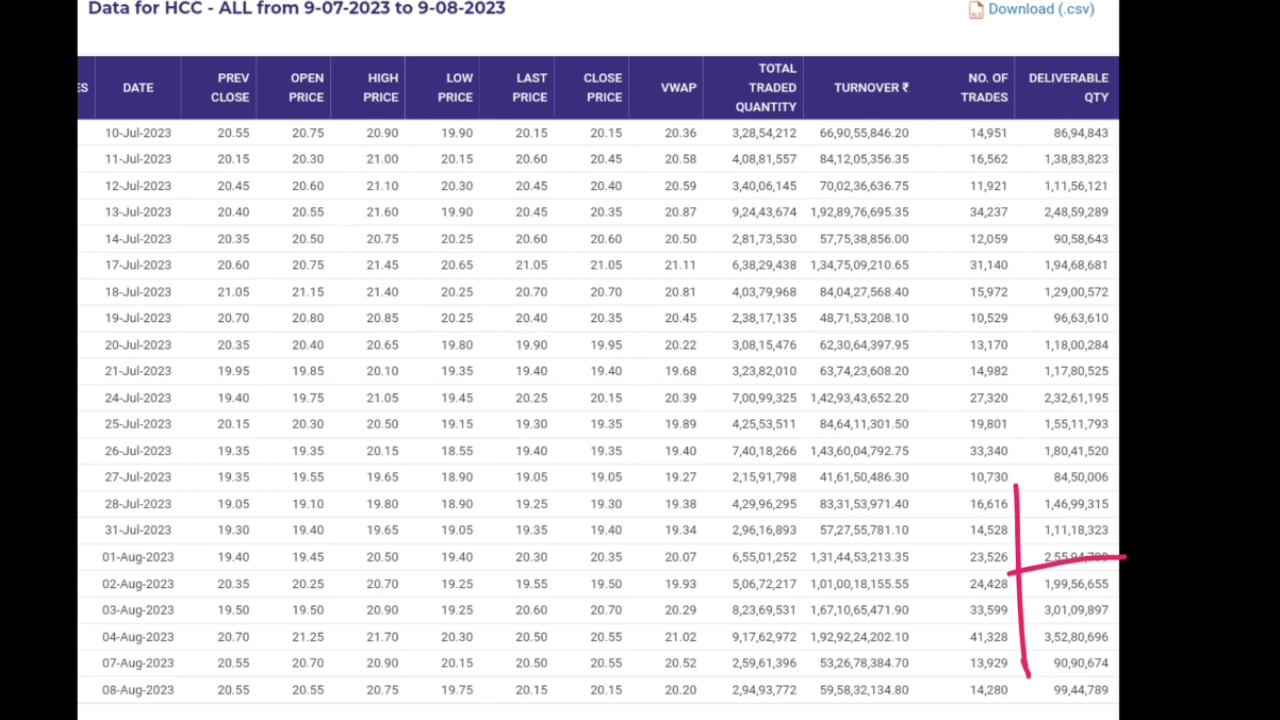 Data for HCC - ALL from 9-07-2023 to 9-08-2023
Download (.csv)
ES DATE PREV CLOSE OPEN PRICE HIGH PRICE LOW PRICE LAST PRICE CLOSE PRICE VWAP TOTAL TRADED QUANTITY TURNOVER ₹ NO. OF TRADES DELIVERABLE QTY
10-Jul-2023 20.55 20.75 20.90 19.90 20.15 20.15 20.36 3,28,54,212 66,90,55,846.20 14,951 86,94,843
11-Jul-2023 20.15 20.30 21.00 20.15 20.60 20.45 20.58 4,08,81,557 84,12,05,356.35 16,562 1,38,83,823
12-Jul-2023 20.45 20.60 21.10 20.30 20.45 20.40 20.59 3,40,06,145 70,02,36,636.75 11,921 1,11,56,121
13-Jul-2023 20.40 20.55 21.60 19.90 20.45 20.35 20.87 9,24,43,674 1,92,89,76,695.35 34,237 2,48,59,289
14-Jul-2023 20.35 20.50 20.75 20.25 20.60 20.60 20.50 2,81,73,530 57,75,38,856.00 12,059 90,58,643
17-Jul-2023 20.60 20.75 21.45 20.65 21.05 21.05 21.11 6,38,29,438 1,34,75,09,210.65 31,140 1,94,68,681
18-Jul-2023 21.05 21.15 21.40 20.25 20.70 20.70 20.81 4,03,79,968 84,04,27,568.40 15,972 1,29,00,572
19-Jul-2023 20.70 20.80 20.85 20.25 20.40 20.35 20.45 2,38,17,135 48,71,53,208.10 10,529 96,63,610
20-Jul-2023 20.35 20.40 20.65 19.80 19.90 19.95 20.22 3,08,15,476 62,30,64,397.95 13,170 1,18,00,284
21-Jul-2023 19.95 19.85 20.10 19.35 19.40 19.40 19.68 3,23,82,010 63,74,23,608.20 14,982 1,17,80,525
24-Jul-2023 19.40 19.75 21.05 19.45 20.25 20.15 20.39 7,00,99,325 1,42,93,43,652.20 27,320 2,32,61,195
25-Jul-2023 20.15 20.30 20.50 19.15 19.30 19.35 19.89 4,25,53,511 84,64,11,301.50 19,801 1,55,11,793
26-Jul-2023 19.35 19.35 20.15 18.55 19.40 19.35 19.40 7,40,18,266 1,43,60,04,792.75 33,340 1,80,41,520
27-Jul-2023 19.35 19.55 19.65 18.90 19.05 19.05 19.27 2,15,91,798 41,61,50,486.30 10,730 84,50,006
28-Jul-2023 19.05 19.10 19.80 18.90 19.25 19.30 19.38 4,29,96,295 83,31,53,971.40 16,616 1,46,99,315
31-Jul-2023 19.30 19.40 19.65 19.05 19.35 19.40 19.34 2,96,16,893 57,27,55,781.10 14,528 1,11,18,323
01-Aug-2023 19.40 19.45 20.50 19.40 20.30 20.35 20.07 6,55,01,252 1,31,44,53,213.35 23,526
02-Aug-2023 20.35 20.35 20.70 19.25 19.55 19.50 19.93 5,06,72,217 1,01,00,18,155.55 24,428 1,99,56,655
03-Aug-2023 19.50 19.50 20.90 19.25 20.60 20.70 20.29 8,23,69,531 1,67,10,65,471.90 33,599 3,01,09,897
04-Aug-2023 20.70 21.25 21.70 20.30 20.50 20.55 21.02 9,17,62,972 1,92,92,24,202.10 41,328 3,52,80,696
07-Aug-2023 20.55 20.70 20.90 20.15 20.50 20.55 20.52 2,59,61,396 53,26,78,384.70 13,929 90,90,674
08-Aug-2023 20.55 20.55 20.75 19.75 20.15 20.15 20.20 2,94,93,772 59,58,32,134.80 14,280 99,44,789